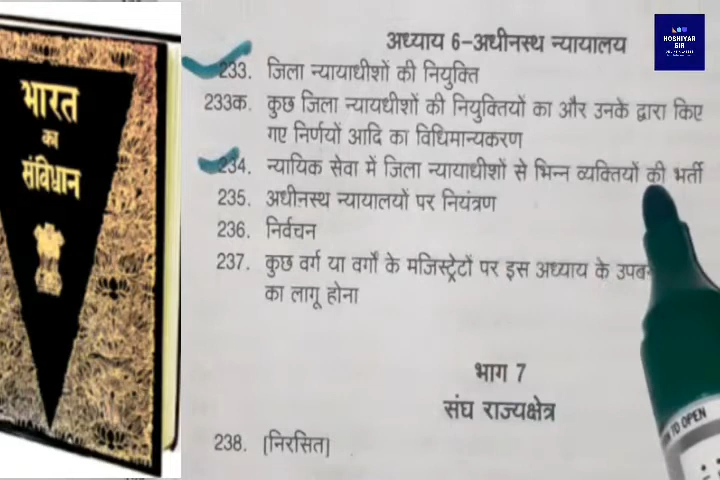 भारत
का
संविधान
HOSHIYAR
SIR
अध्याय 6–अधीनस्थ न्यायालय
233. जिला न्यायाधीशों की नियुक्ति
233क. कुछ जिला न्यायधीशों की नियुक्तियों का और उनके द्वारा किए
गए निर्णयों आदि का विधिमान्यकरण
234. न्यायिक सेवा में जिला न्यायाधीशों से भिन्न व्यक्तियों की भर्ती
235. अधीनस्थ न्यायालयों पर नियंत्रण
236. निर्वचन
237. कुछ वर्ग या वर्गों के मजिस्ट्रेटों पर इस अध्याय के
का लागू होना
भाग 7
संघ राज्यक्षेत्र
238. [निरसित]
TO OPEN